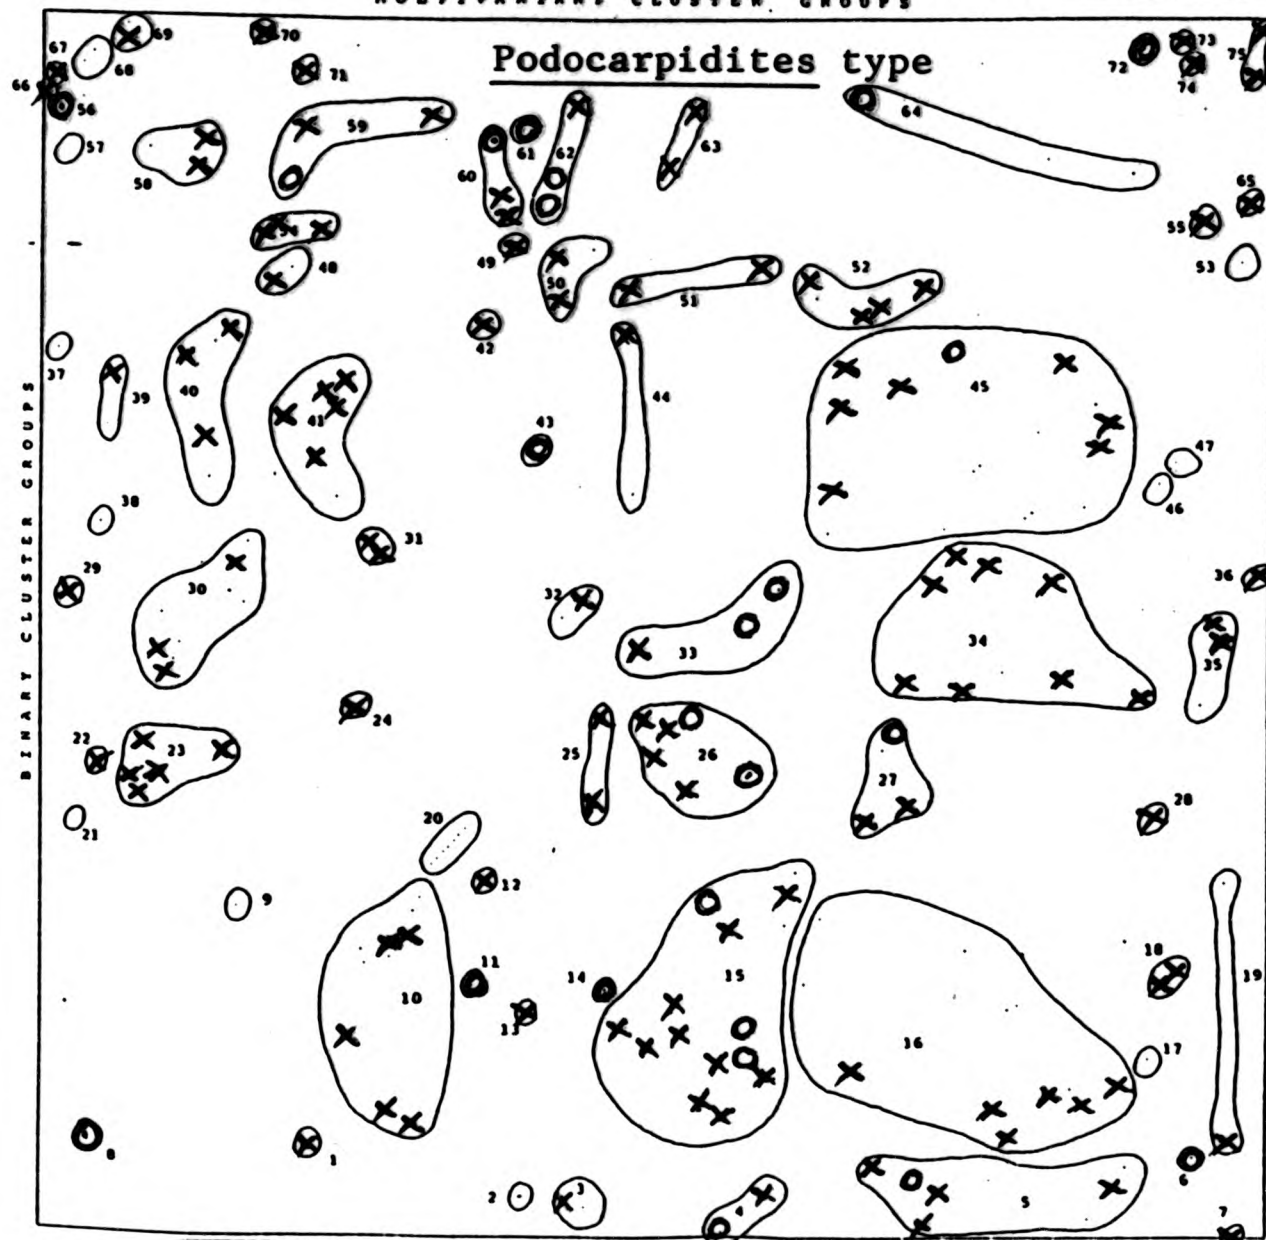 MULTIVARIANT CLUSTER GROUPS
Podocarpidites type
BINARY CLUSTER GROUPS
67 69 70 73
68 71 72 74 75
66 56
57 58 59 60 61 62 63 64
65
55
54 48 49 50 51 52 53
37 39 40 41 42 43 44 45 47
46
38
29 30 31 32 33 34 35 36
22 23 24 25 26 27 28
21 20
9 12
10 11 13 14 15 16 17 18 19
8 1 2 3 4 5 6 7